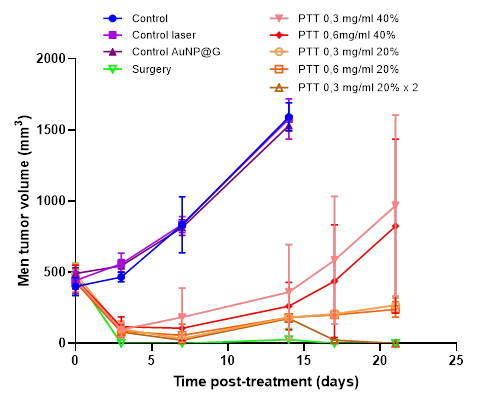 Control
Control laser
Control AuNP@G
Surgery
PTT 0,3 mg/ml 40%
PTT 0,6mg/ml 40%
PTT 0,3 mg/ml 20%
PTT 0,6 mg/ml 20%
PTT 0,3 mg/ml 20% x 2
Men tumor volume (mm³)
2000
1500
1000
500
0
0 5 10 15 20 25
Time post-treatment (days)